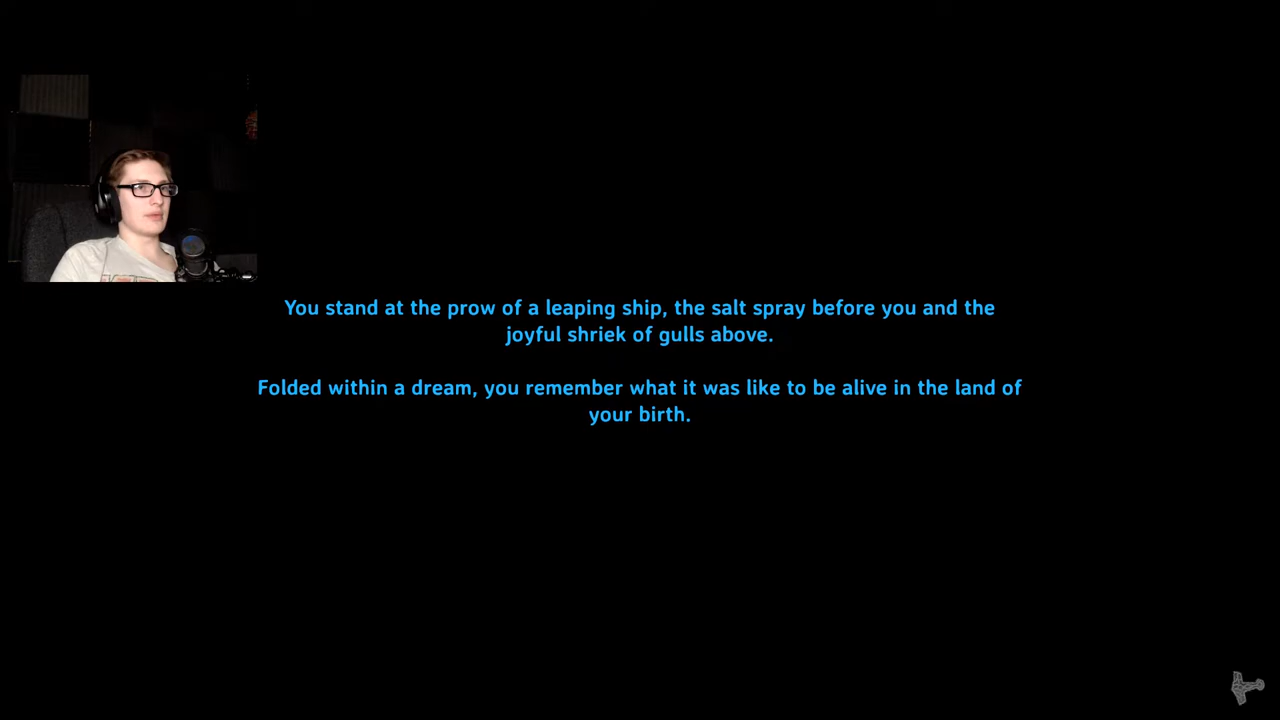 You stand at the prow of a leaping ship, the salt spray before you and the
joyful shriek of gulls above.
Folded within a dream, you remember what it was like to be alive in the land of
your birth.